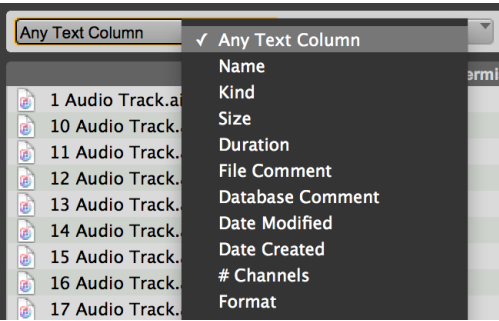 Any Text Column
✓ Any Text Column
Name
ermi
Kind
Size
Duration
File Comment
Database Comment
Date Modified
Date Created
# Channels
Format
1 Audio Track.ai
10 Audio Track.
11 Audio Track.
12 Audio Track.
13 Audio Track.
14 Audio Track.
15 Audio Track.
16 Audio Track.
17 Audio Track.